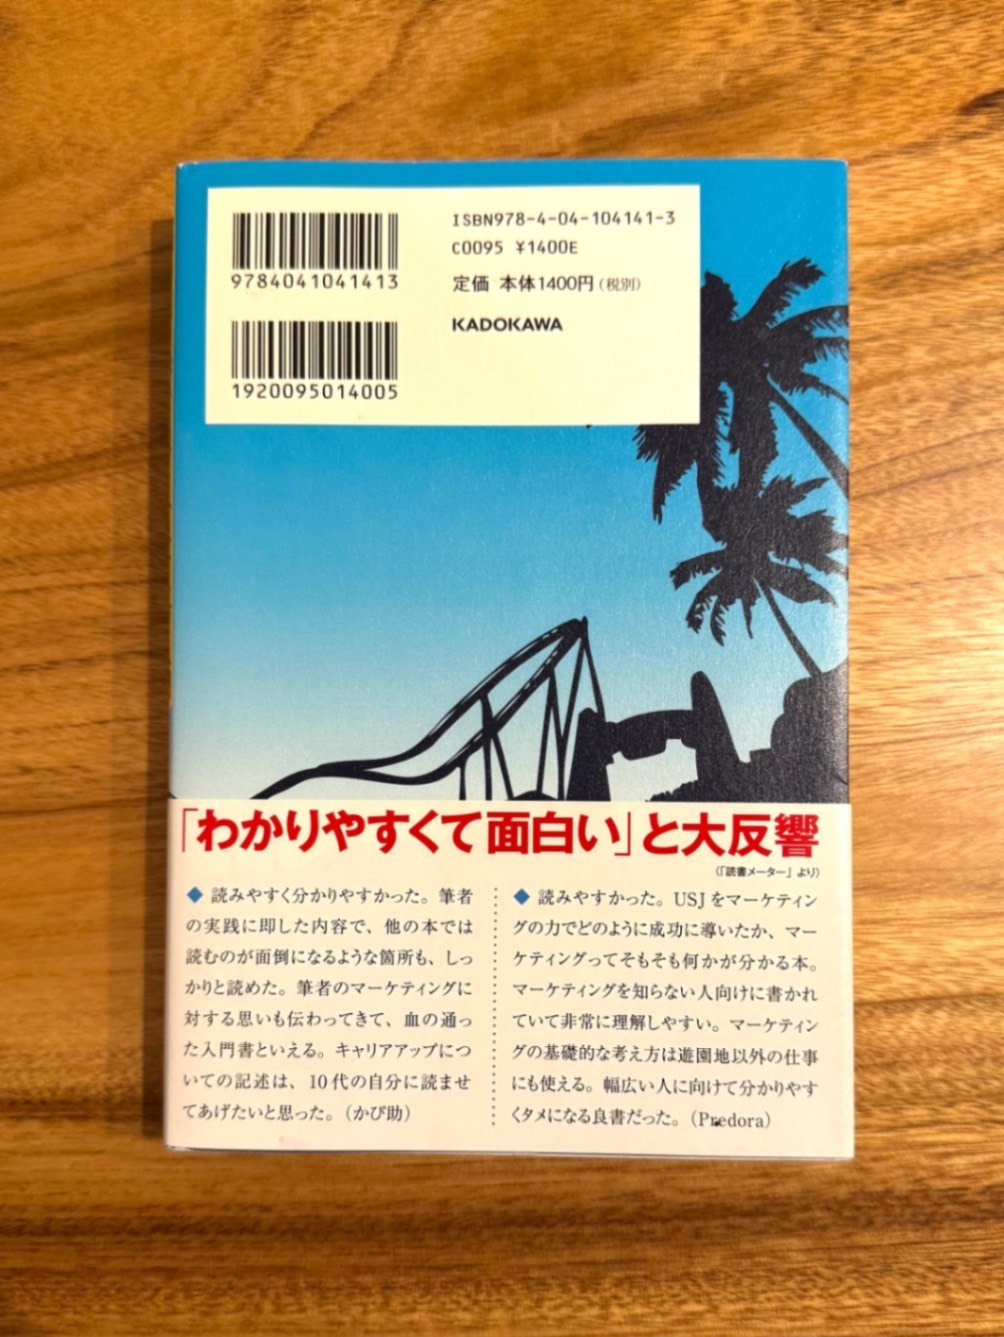 9784041041413
1920095014005
ISBN978-4-04-104141-3
C0095 ¥1400E
定価 本体1400円(税別)
KADOKAWA
「わかりやすくて面白い」と大反響
(「読書メーター」より)
◆ 読みやすく分かりやすかった。筆者
の実践に即した内容で、他の本では
読むのが面倒になるような箇所も、しっ
かりと読めた。筆者のマーケティングに
対する思いも伝わってきて、血の通っ
た入門書といえる。キャリアアップにつ
いての記述は、10代の自分に読ませ
てあげたいと思った。(かび助)
◆ 読みやすかった。USJをマーケティン
グの力でどのように成功に導いたか、マー
ケティングってそもそも何かが分かる本。
マーケティングを知らない人向けに書かれ
ていて非常に理解しやすい。マーケティン
グの基礎的な考え方は遊園地以外の仕事
にも使える。幅広い人に向けて分かりやす
くタメになる良書だった。(Predora)